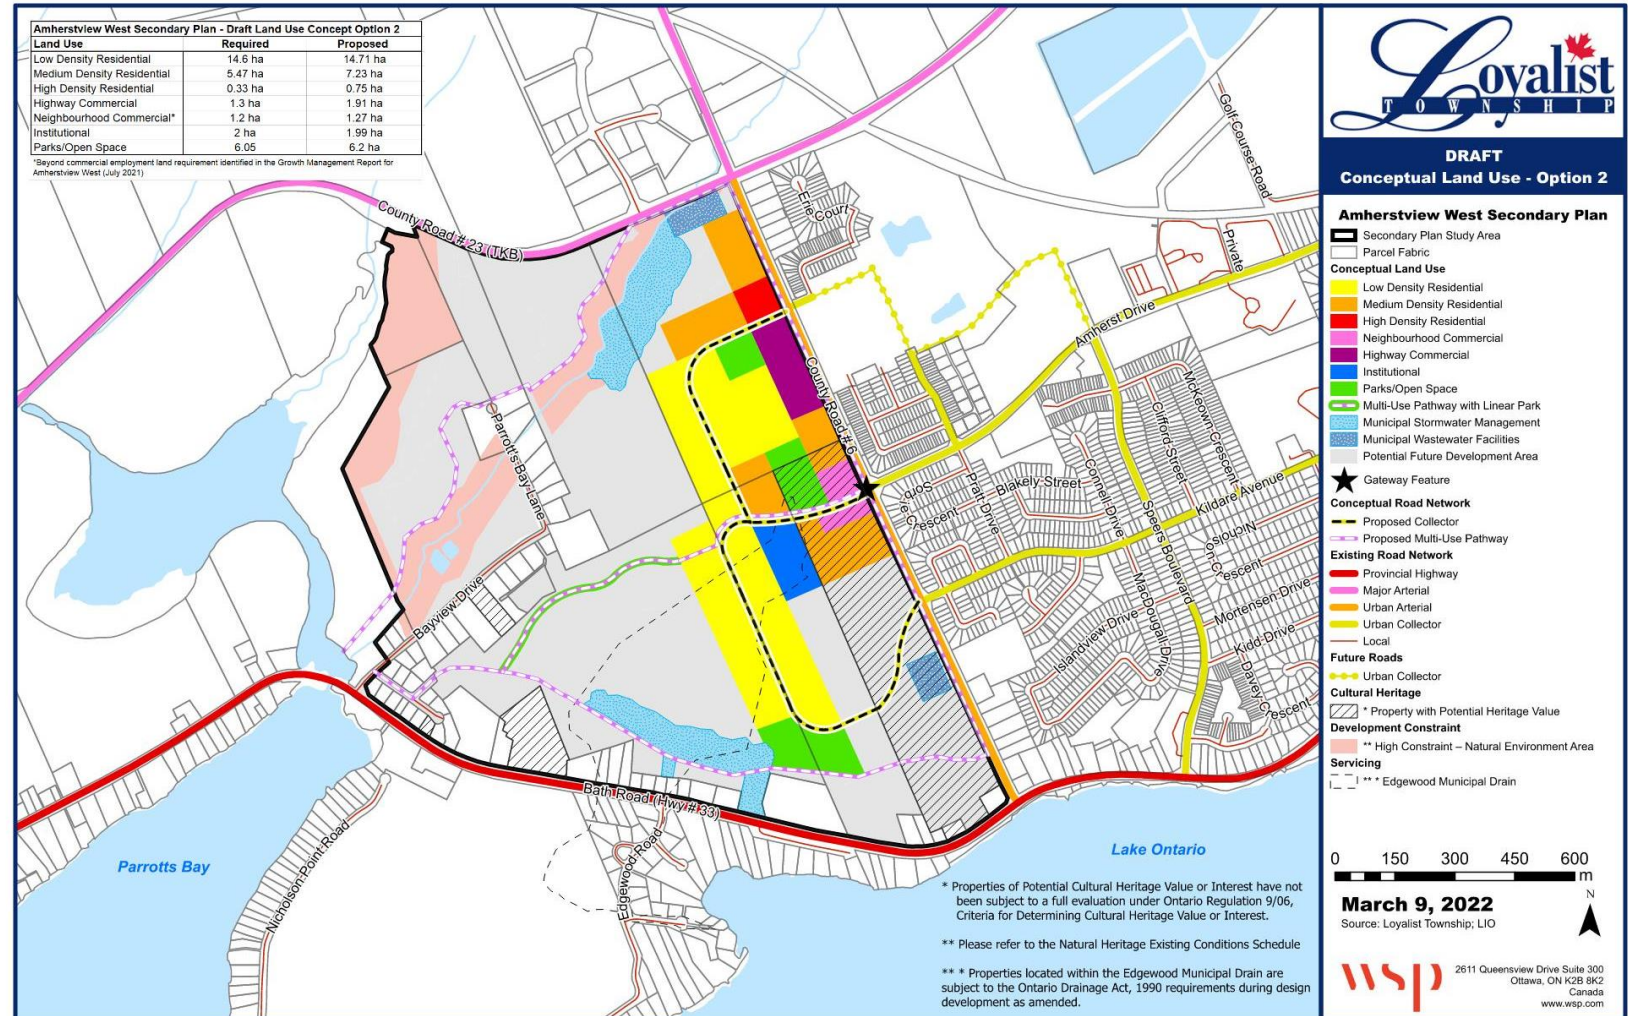 Amherstview West Secondary Plan - Draft Land Use Concept Option 2
Land Use Required Proposed
Low Density Residential 14.6 ha 14.71 ha
Medium Density Residential 5.47 ha 7.23 ha
High Density Residential 0.33 ha 0.75 ha
Highway Commercial 1.3 ha 1.91 ha
Neighbourhood Commercial* 1.2 ha 1.27 ha
Institutional 2 ha 1.99 ha
Parks/Open Space 6.05 6.2 ha
*Beyond commercial employment land requirement identified in the Growth Management Report for
Amherstview West (July 2021)
County Road # 23 (TKB)
Erie Court
Golf Course Road
Private
Amherst Drive
County Road # 6
Parrott's Bay Lane
McKeown Crescent
Clifford Street
Sorbye Crescent
Pratt Drive
Blakely Street
Connell Drive
Speers Boulevard
Kildare Avenue
Nicholson Crescent
Bayview Drive
MacDougall Drive
Mortensen Drive
Islandview Drive
Kidd Drive
Davey Crescent
Bath Road (Hwy # 33)
Nicholson Point Road
Edgewood Road
Parrotts Bay
Lake Ontario
* Properties of Potential Cultural Heritage Value or Interest have not
been subject to a full evaluation under Ontario Regulation 9/06,
Criteria for Determining Cultural Heritage Value or Interest.
** Please refer to the Natural Heritage Existing Conditions Schedule
** * Properties located within the Edgewood Municipal Drain are
subject to the Ontario Drainage Act, 1990 requirements during design
development as amended.
Loyalist
TOWNSHIP
DRAFT
Conceptual Land Use - Option 2
Amherstview West Secondary Plan
Secondary Plan Study Area
Parcel Fabric
Conceptual Land Use
Low Density Residential
Medium Density Residential
High Density Residential
Neighbourhood Commercial
Highway Commercial
Institutional
Parks/Open Space
Multi-Use Pathway with Linear Park
Municipal Stormwater Management
Municipal Wastewater Facilities
Potential Future Development Area
Gateway Feature
Conceptual Road Network
Proposed Collector
Proposed Multi-Use Pathway
Existing Road Network
Provincial Highway
Major Arterial
Urban Arterial
Urban Collector
Local
Future Roads
Urban Collector
Cultural Heritage
* Property with Potential Heritage Value
Development Constraint
** High Constraint – Natural Environment Area
Servicing
** * Edgewood Municipal Drain
0 150 300 450 600
m
March 9, 2022
Source: Loyalist Township; LIO
N
wsp
2611 Queensview Drive Suite 300
Ottawa, ON K2B 8K2
Canada
www.wsp.com